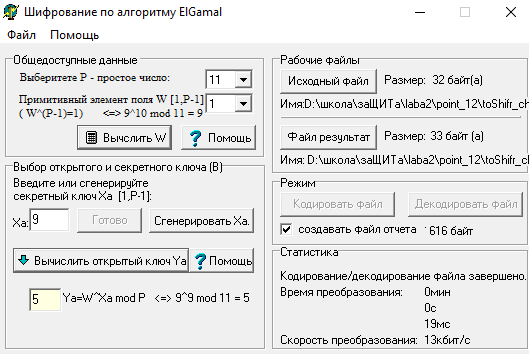 Шифрование по алгоритму ElGamal
Файл Помощь
Общедоступные данные
Выберитете P - простое число: 11
Примитивный элемент поля W [1,P-1] 1
( W^(P-1)=1) <=> 9^10 mod 11 = 9
Вычслить W Помощь
Выбор открытого и секретного ключа (B)
Введите или сгенерируйте
секретный ключ Xa [1,P-1]:
Xa: 9 Готово Сгенерировать Xa.
Вычислить открытый ключ Ya Помощь
5 Ya=W^Xa mod P <=> 9^9 mod 11 = 5
Рабочие Файлы
Исходный файл Размер: 32 байт(а)
Имя:D:\школа\заЩИТа\laba2\point_12\toShifr_ch
Файл результат Размер: 33 байт (а)
Имя: D:\школа\заЩИТа\laba2\point_12\toShifr_c
Режим
Кодировать файл Декодировать файл
создавать файл отчета 616 байт
Статистика
Кодирование/декодирование файла завершено.
Время преобразования: 0мин
0с
19мс
Скорость преобразования: 13кбит/с